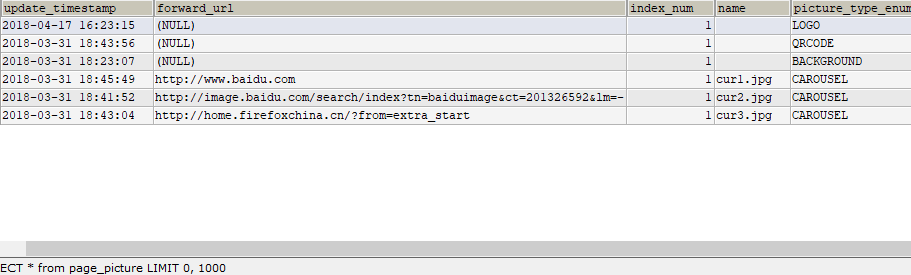 update_timestamp forward_url index_num name picture_type_enum
2018-04-17 16:23:15 (NULL) 1 LOGO
2018-03-31 18:43:56 (NULL) 1 QRCODE
2018-03-31 18:23:07 (NULL) 1 BACKGROUND
2018-03-31 18:45:49 http://www.baidu.com 1 cur1.jpg CAROUSEL
2018-03-31 18:41:52 http://image.baidu.com/search/index?tn=baiduimage&ct=201326592&lm=- 1 cur2.jpg CAROUSEL
2018-03-31 18:43:04 http://home.firefoxchina.cn/?from=extra_start 1 cur3.jpg CAROUSEL
ECT * from page_picture LIMIT 0, 1000